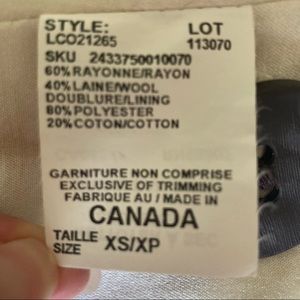 STYLE: LOT
LCO21265 113070
SKU 2433750010070
60%RAYONNE/RAYON
40%LAINE/WOOL
DOUBLURE/LINING
80%POLYESTER
20%COTON/COTTON
GARNITURE NON COMPRISE
EXCLUSIVE OF TRIMMING
FABRIQUE AU / MADE IN
CANADA
TAILLE
SIZE XS/XP